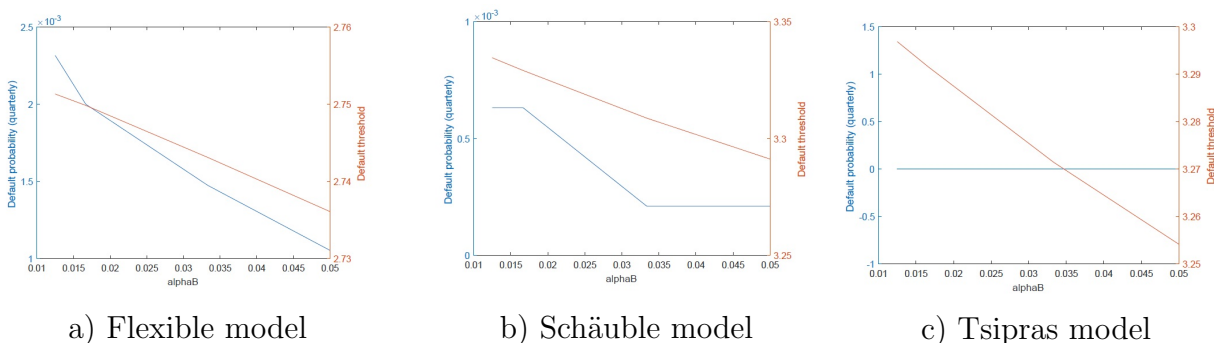 2.5 ×10-3
2
1.5
1
Default probability (quarterly)
2.76
2.75
2.74
2.73
Default threshold
0.01 0.015 0.02 0.025 0.03 0.035 0.04 0.045 0.05
alphaB
a) Flexible model
1 ×10-3
0.5
0
Default probability (quarterly)
3.35
3.3
3.25
Default threshold
0.01 0.015 0.02 0.025 0.03 0.035 0.04 0.045 0.05
alphaB
b) Schäuble model
1.5
1
0.5
0
-0.5
-1
Default probability (quarterly)
3.3
3.29
3.28
3.27
3.26
3.25
Default threshold
0.01 0.015 0.02 0.025 0.03 0.035 0.04 0.045 0.05
alphaB
c) Tsipras model